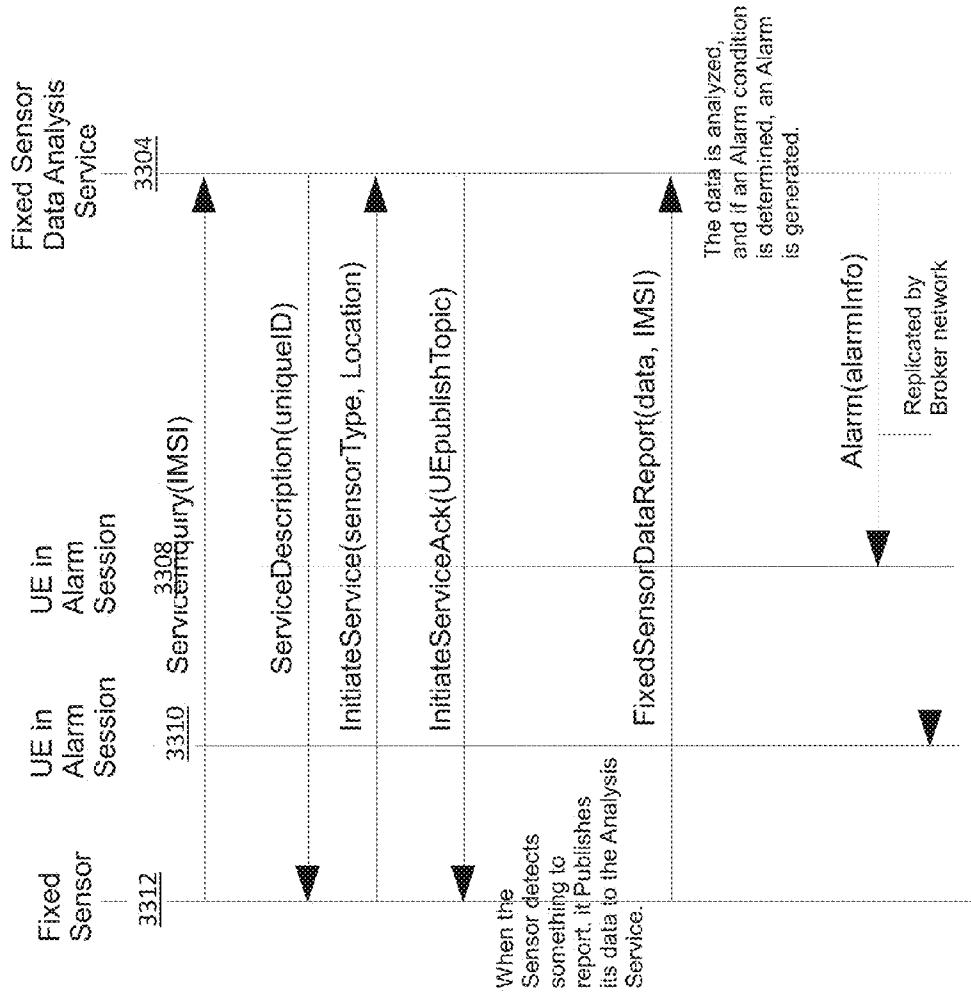 Fixed
Sensor
3312
UE in
Alarm
Session
3310
UE in
Alarm
Session
3308
Fixed Sensor
Data Analysis
Service
3304
ServiceInquiry(IMSI)
ServiceDescription(uniqueID)
InitiateService(sensorType, Location)
InitiateServiceAck(UEpublishTopic)
When the
Sensor detects
something to
report, it Publishes
its data to the Analysis
Service.
FixedSensorDataReport(data, IMSI)
The data is analyzed,
and if an Alarm condition
is determined, an Alarm
is generated.
Alarm(alarmInfo)
Replicated by
Broker network